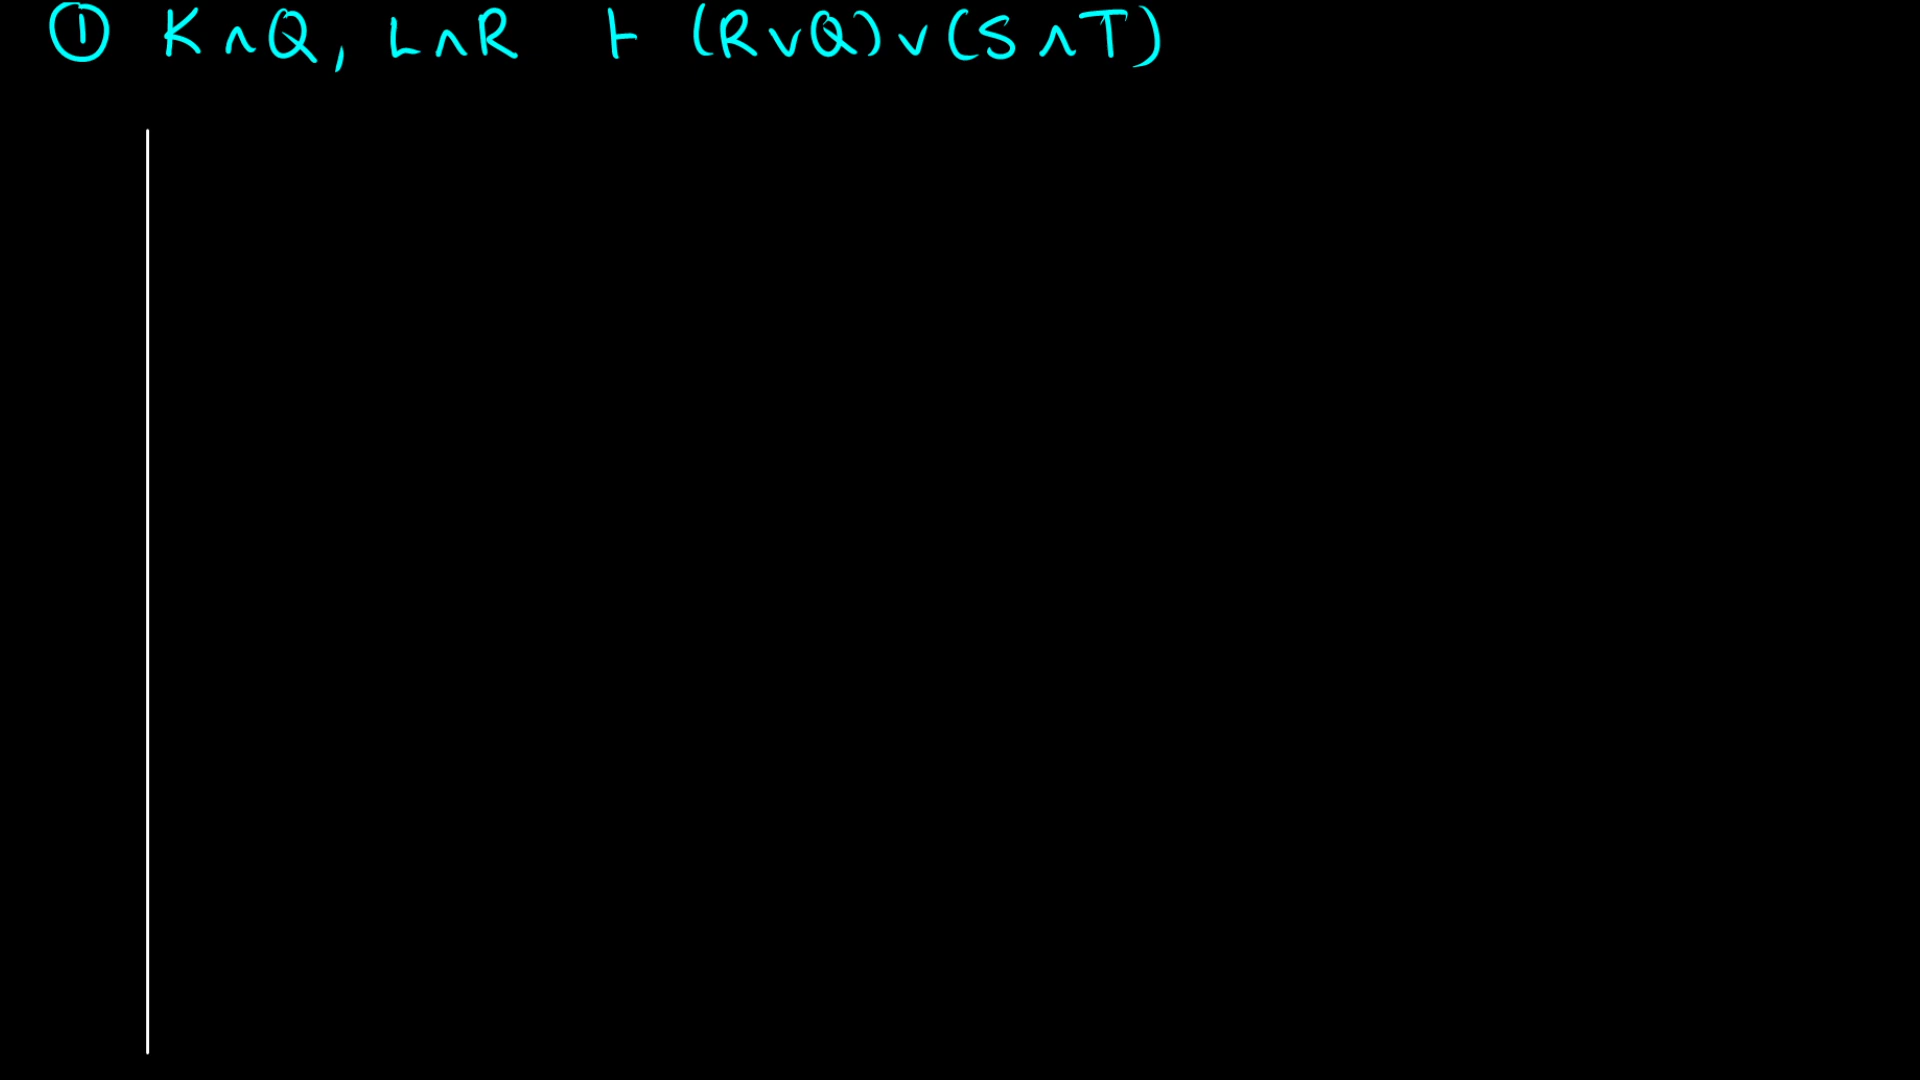 ① K ∧ Q, L ∧ R ⊢ (R ∨ Q) ∨ (S ∧ T)